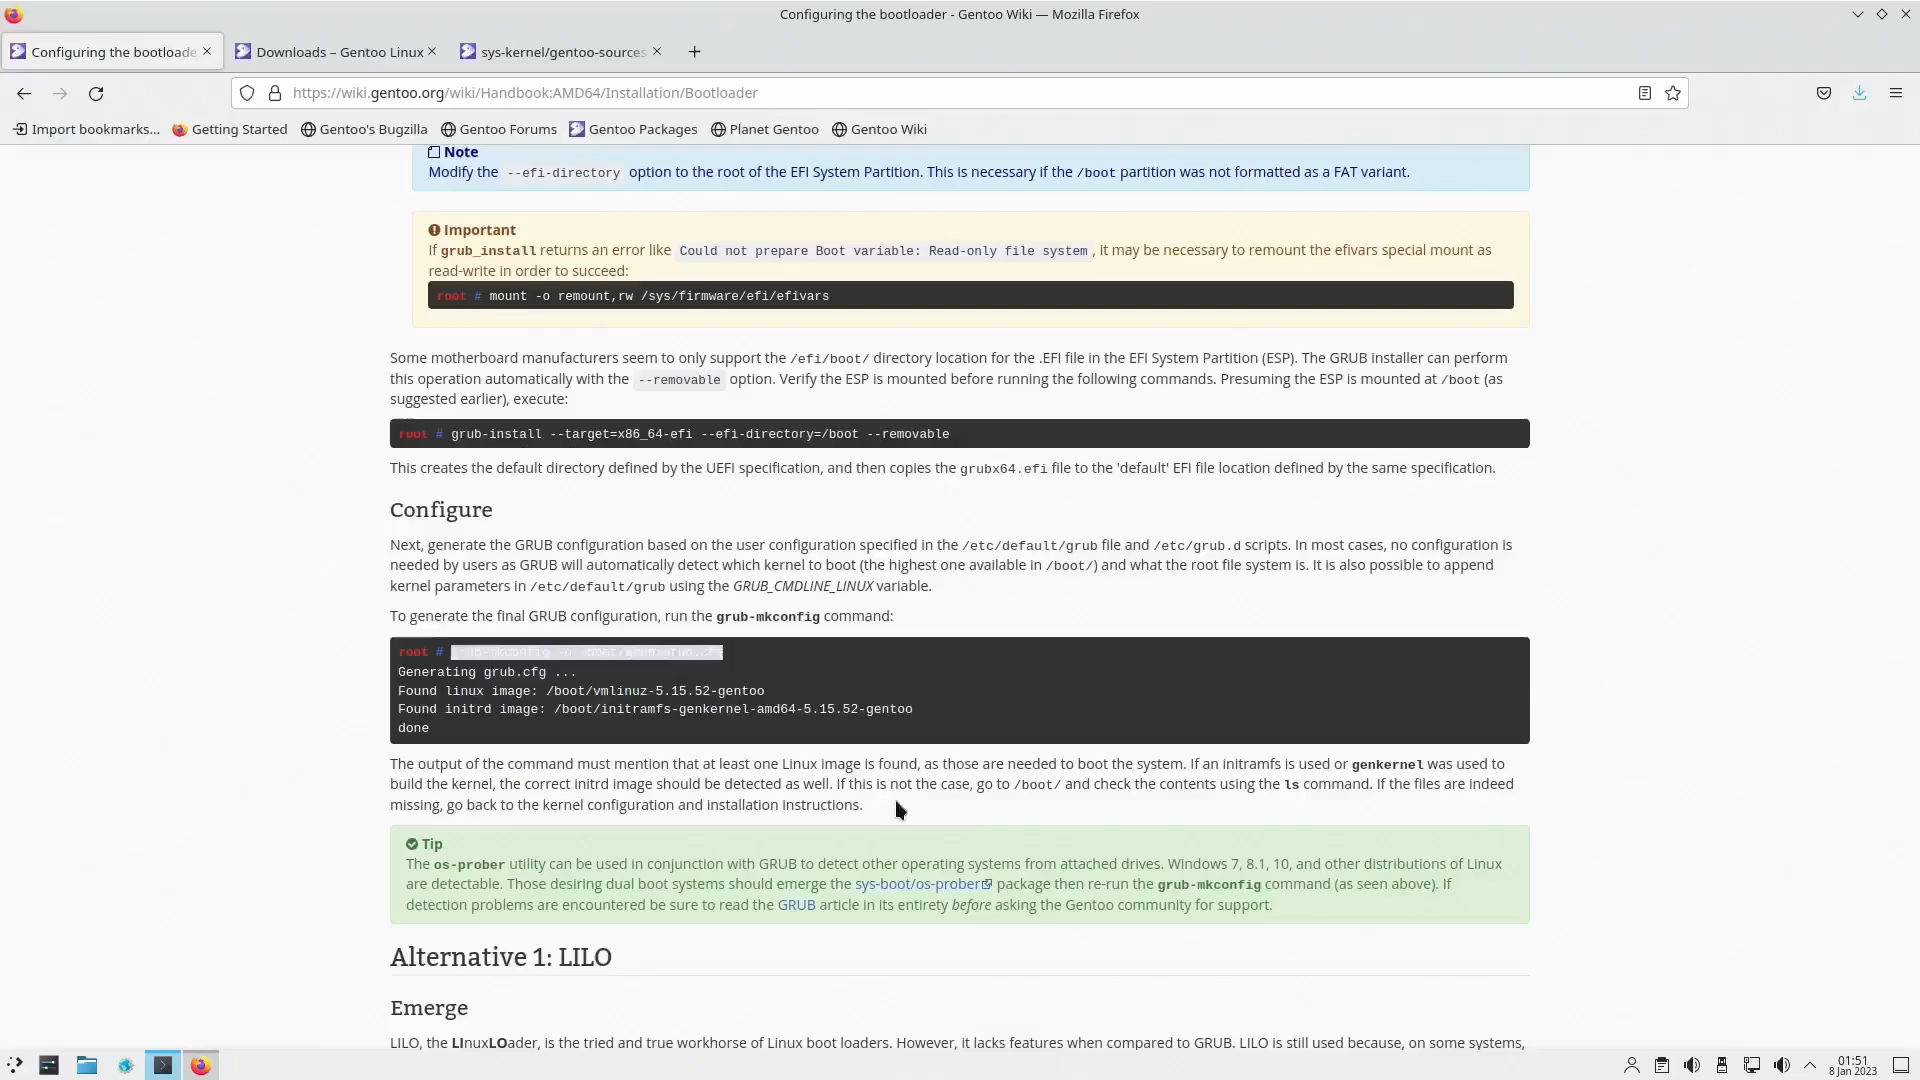 Configuring the bootloader - Gentoo Wiki — Mozilla Firefox
Configuring the bootloade
Downloads – Gentoo Linux
sys-kernel/gentoo-sources
https://wiki.gentoo.org/wiki/Handbook:AMD64/Installation/Bootloader
Import bookmarks...
Getting Started
Gentoo's Bugzilla
Gentoo Forums
Gentoo Packages
Planet Gentoo
Gentoo Wiki
Note
Modify the --efi-directory option to the root of the EFI System Partition. This is necessary if the /boot partition was not formatted as a FAT variant.
Important
If grub_install returns an error like Could not prepare Boot variable: Read-only file system , it may be necessary to remount the efivars special mount as
read-write in order to succeed:
root # mount -o remount,rw /sys/firmware/efi/efivars
Some motherboard manufacturers seem to only support the /efi/boot/ directory location for the .EFI file in the EFI System Partition (ESP). The GRUB installer can perform
this operation automatically with the --removable option. Verify the ESP is mounted before running the following commands. Presuming the ESP is mounted at /boot (as
suggested earlier), execute:
root # grub-install --target=x86_64-efi --efi-directory=/boot --removable
This creates the default directory defined by the UEFI specification, and then copies the grubx64.efi file to the 'default' EFI file location defined by the same specification.
Configure
Next, generate the GRUB configuration based on the user configuration specified in the /etc/default/grub file and /etc/grub.d scripts. In most cases, no configuration is
needed by users as GRUB will automatically detect which kernel to boot (the highest one available in /boot/) and what the root file system is. It is also possible to append
kernel parameters in /etc/default/grub using the GRUB_CMDLINE_LINUX variable.
To generate the final GRUB configuration, run the grub-mkconfig command:
root #
Generating grub.cfg ...
Found linux image: /boot/vmlinuz-5.15.52-gentoo
Found initrd image: /boot/initramfs-genkernel-amd64-5.15.52-gentoo
done
The output of the command must mention that at least one Linux image is found, as those are needed to boot the system. If an initramfs is used or genkernel was used to
build the kernel, the correct initrd image should be detected as well. If this is not the case, go to /boot/ and check the contents using the ls command. If the files are indeed
missing, go back to the kernel configuration and installation instructions.
Tip
The os-prober utility can be used in conjunction with GRUB to detect other operating systems from attached drives. Windows 7, 8.1, 10, and other distributions of Linux
are detectable. Those desiring dual boot systems should emerge the sys-boot/os-prober package then re-run the grub-mkconfig command (as seen above). If
detection problems are encountered be sure to read the GRUB article in its entirety before asking the Gentoo community for support.
Alternative 1: LILO
Emerge
LILO, the LInuxLOader, is the tried and true workhorse of Linux boot loaders. However, it lacks features when compared to GRUB. LILO is still used because, on some systems,
01:51
8 Jan 2023